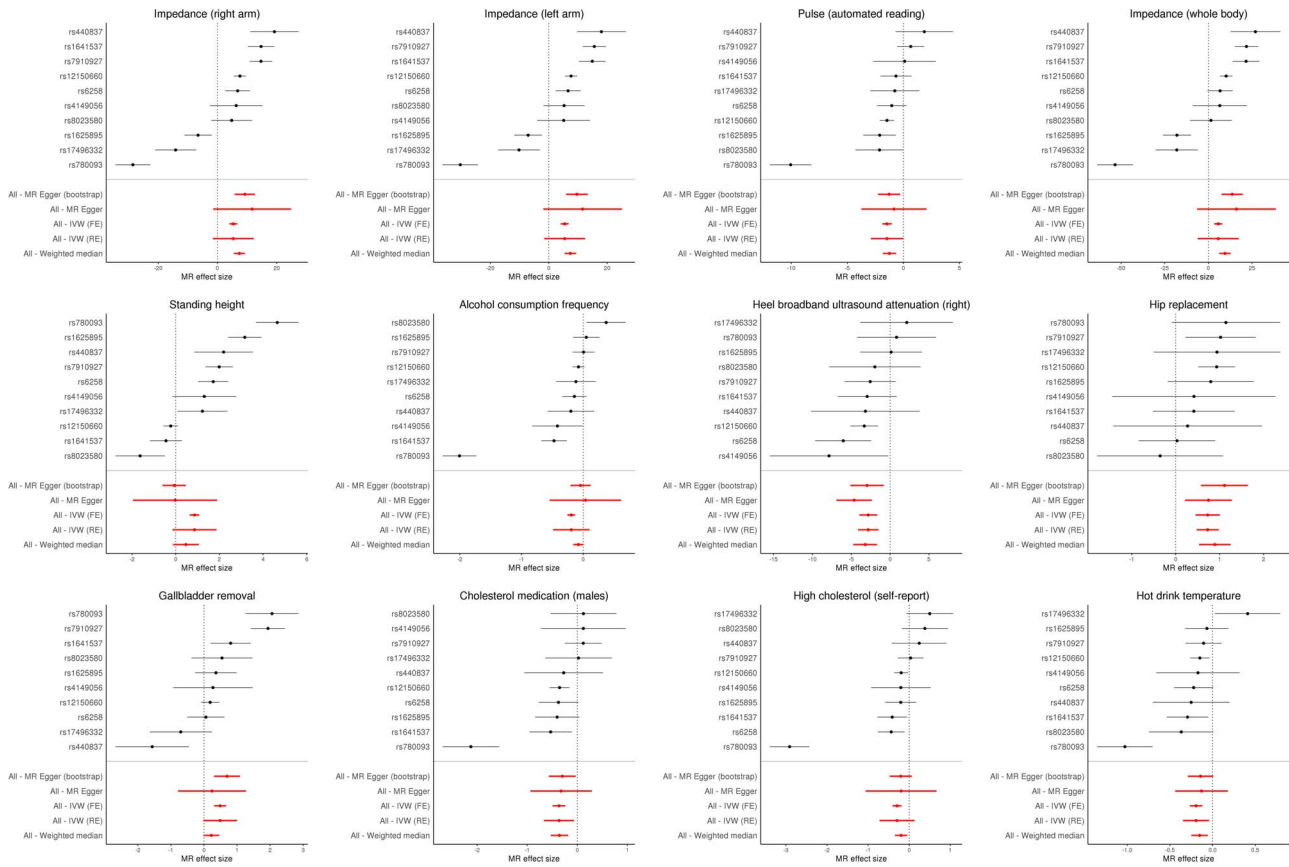 Impedance (right arm)
rs440837
rs1641537
rs7910927
rs12150660
rs6258
rs4149056
rs8023580
rs1625895
rs17496332
rs780093
All - MR Egger (bootstrap)
All - MR Egger
All - IVW (FE)
All - IVW (RE)
All - Weighted median
-20 0 20
MR effect size
Impedance (left arm)
rs440837
rs7910927
rs1641537
rs12150660
rs6258
rs8023580
rs4149056
rs1625895
rs17496332
rs780093
All - MR Egger (bootstrap)
All - MR Egger
All - IVW (FE)
All - IVW (RE)
All - Weighted median
-20 0 20
MR effect size
Pulse (automated reading)
rs440837
rs7910927
rs4149056
rs1641537
rs17496332
rs6258
rs12150660
rs1625895
rs8023580
rs780093
All - MR Egger (bootstrap)
All - MR Egger
All - IVW (FE)
All - IVW (RE)
All - Weighted median
-10 -5 0 5
MR effect size
Impedance (whole body)
rs440837
rs7910927
rs1641537
rs12150660
rs6258
rs4149056
rs8023580
rs1625895
rs17496332
rs780093
All - MR Egger (bootstrap)
All - MR Egger
All - IVW (FE)
All - IVW (RE)
All - Weighted median
-50 -25 0 25
MR effect size
Standing height
rs780093
rs1625895
rs440837
rs7910927
rs6258
rs4149056
rs17496332
rs12150660
rs1641537
rs8023580
All - MR Egger (bootstrap)
All - MR Egger
All - IVW (FE)
All - IVW (RE)
All - Weighted median
-2 0 2 4 6
MR effect size
Alcohol consumption frequency
rs8023580
rs1625895
rs7910927
rs12150660
rs17496332
rs6258
rs440837
rs4149056
rs1641537
rs780093
All - MR Egger (bootstrap)
All - MR Egger
All - IVW (FE)
All - IVW (RE)
All - Weighted median
-2 -1 0
MR effect size
Heel broadband ultrasound attenuation (right)
rs17496332
rs780093
rs1625895
rs8023580
rs7910927
rs1641537
rs440837
rs12150660
rs6258
rs4149056
All - MR Egger (bootstrap)
All - MR Egger
All - IVW (FE)
All - IVW (RE)
All - Weighted median
-15 -10 -5 0 5
MR effect size
Hip replacement
rs780093
rs7910927
rs17496332
rs12150660
rs1625895
rs4149056
rs1641537
rs440837
rs6258
rs8023580
All - MR Egger (bootstrap)
All - MR Egger
All - IVW (FE)
All - IVW (RE)
All - Weighted median
-1 0 1 2
MR effect size
Gallbladder removal
rs780093
rs7910927
rs1641537
rs8023580
rs1625895
rs4149056
rs12150660
rs6258
rs17496332
rs440837
All - MR Egger (bootstrap)
All - MR Egger
All - IVW (FE)
All - IVW (RE)
All - Weighted median
-2 -1 0 1 2 3
MR effect size
Cholesterol medication (males)
rs8023580
rs4149056
rs7910927
rs17496332
rs440837
rs12150660
rs6258
rs1625895
rs1641537
rs780093
All - MR Egger (bootstrap)
All - MR Egger
All - IVW (FE)
All - IVW (RE)
All - Weighted median
-2 -1 0 1
MR effect size
High cholesterol (self-report)
rs17496332
rs8023580
rs440837
rs7910927
rs12150660
rs4149056
rs1625895
rs1641537
rs6258
rs780093
All - MR Egger (bootstrap)
All - MR Egger
All - IVW (FE)
All - IVW (RE)
All - Weighted median
-3 -2 -1 0 1
MR effect size
Hot drink temperature
rs17496332
rs1625895
rs7910927
rs12150660
rs4149056
rs6258
rs440837
rs1641537
rs8023580
rs780093
All - MR Egger (bootstrap)
All - MR Egger
All - IVW (FE)
All - IVW (RE)
All - Weighted median
-1.0 -0.5 0.0 0.5
MR effect size